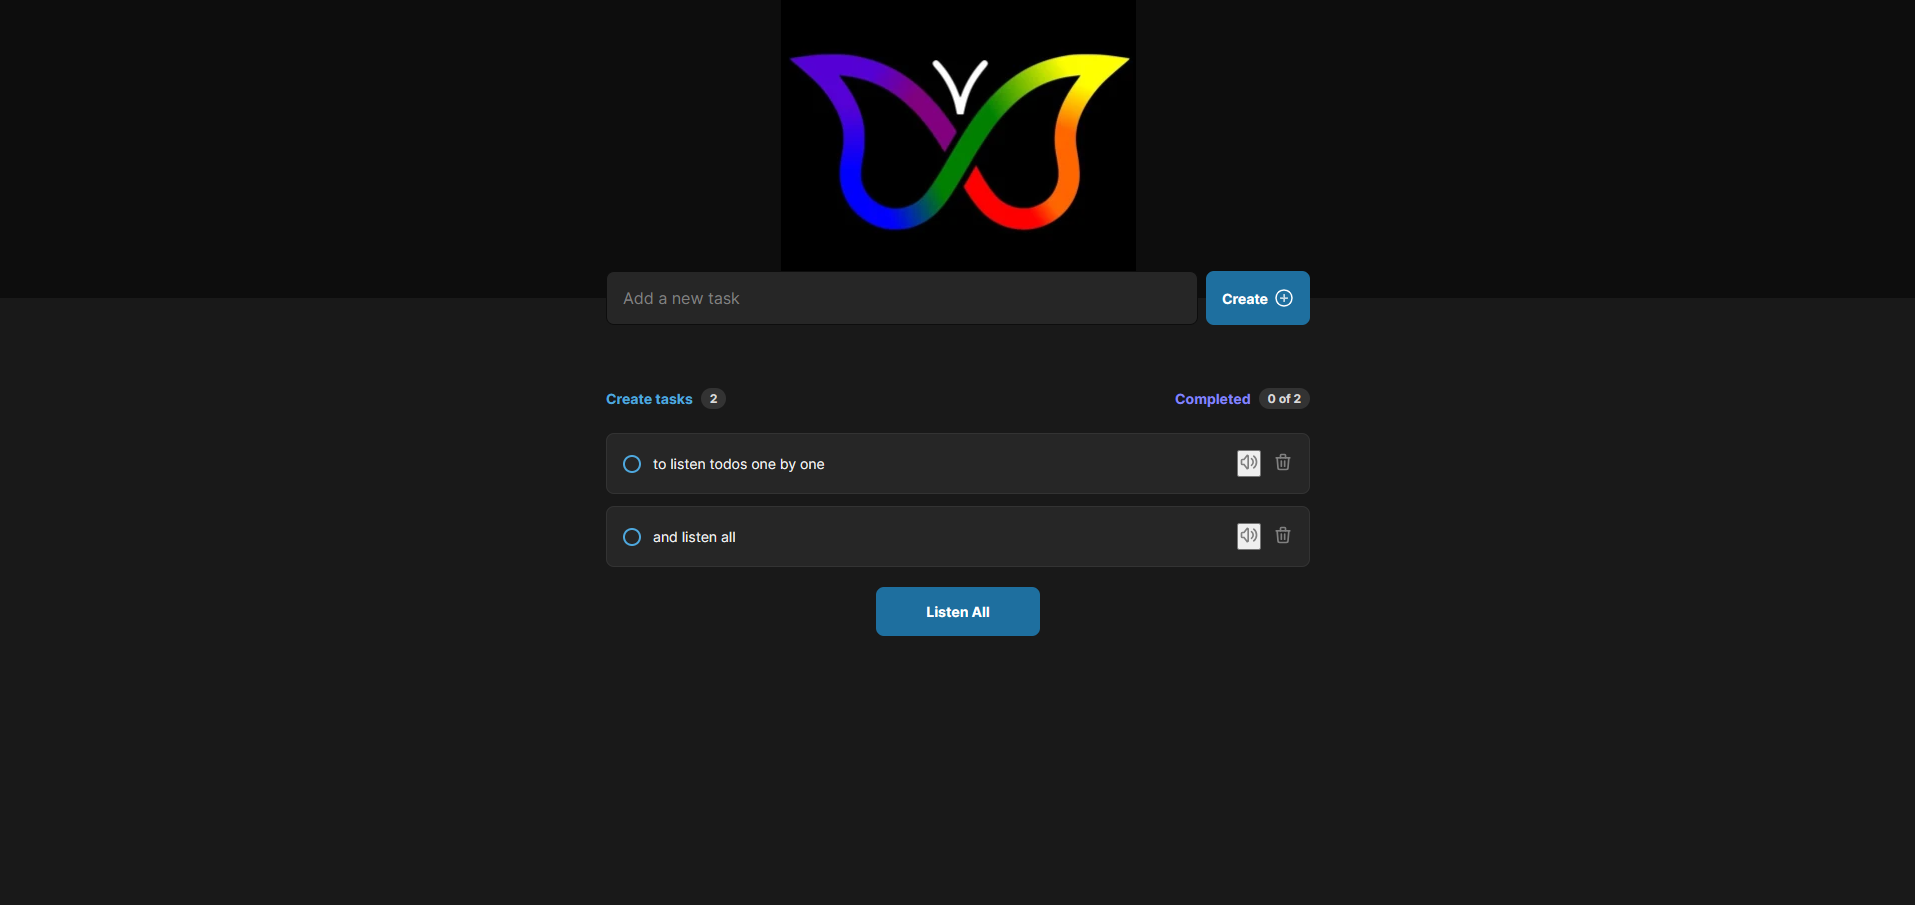 Add a new task
Create
Create tasks 2
Completed 0 of 2
to listen todos one by one
and listen all
Listen All